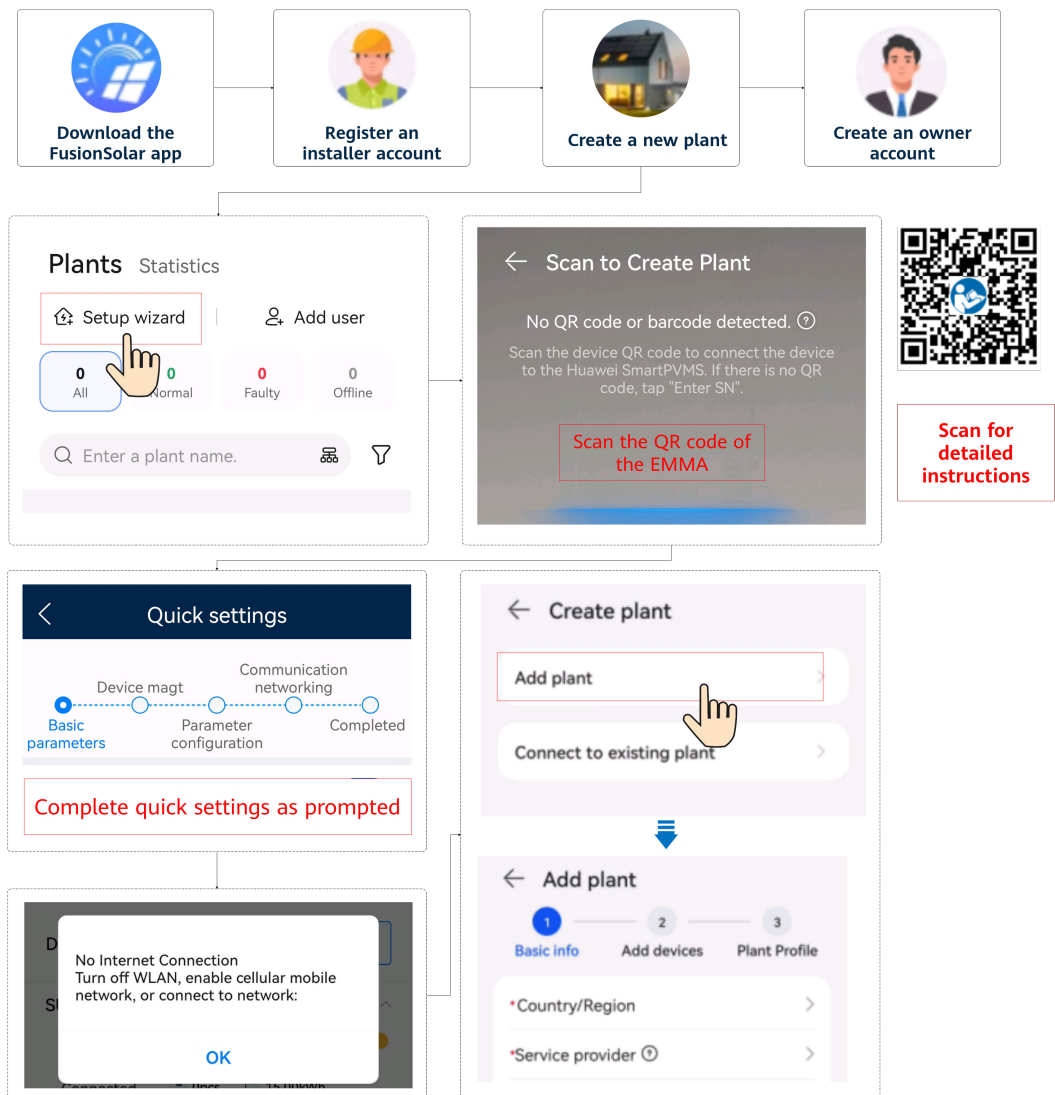 Download the
FusionSolar app
Register an
installer account
Create a new plant
Create an owner
account
Plants Statistics
Setup wizard
Add user
0
All
0
Normal
0
Faulty
0
Offline
Enter a plant name.
Scan to Create Plant
No QR code or barcode detected.
Scan the device QR code to connect the device
to the Huawei SmartPVMS. If there is no QR
code, tap "Enter SN".
Scan the QR code of
the EMMA
Scan for
detailed
instructions
Quick settings
Basic
parameters
Device magt
Parameter
configuration
Communication
networking
Completed
Complete quick settings as prompted
No Internet Connection
Turn off WLAN, enable cellular mobile
network, or connect to network:
OK
Create plant
Add plant
Connect to existing plant
Add plant
1
Basic info
2
Add devices
3
Plant Profile
*Country/Region
*Service provider